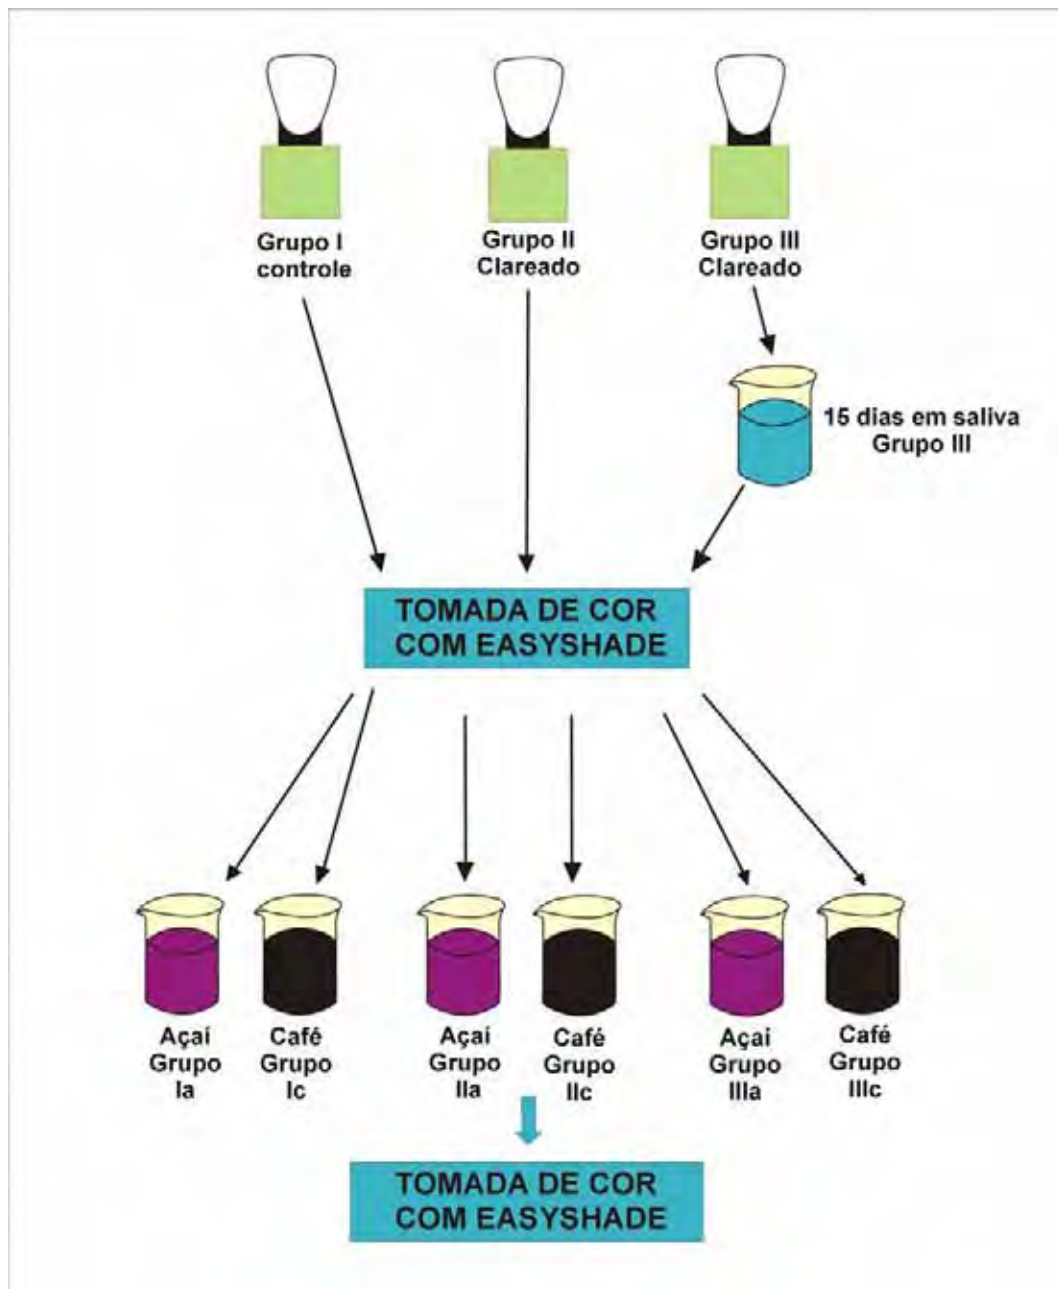 Grupo I
controle
Grupo II
Clareado
Grupo III
Clareado
15 dias em saliva
Grupo III
TOMADA DE COR
COM EASYSHADE
Açaí
Grupo
Ia
Café
Grupo
Ic
Açaí
Grupo
IIa
Café
Grupo
IIc
Açaí
Grupo
IIIa
Café
Grupo
IIIc
TOMADA DE COR
COM EASYSHADE